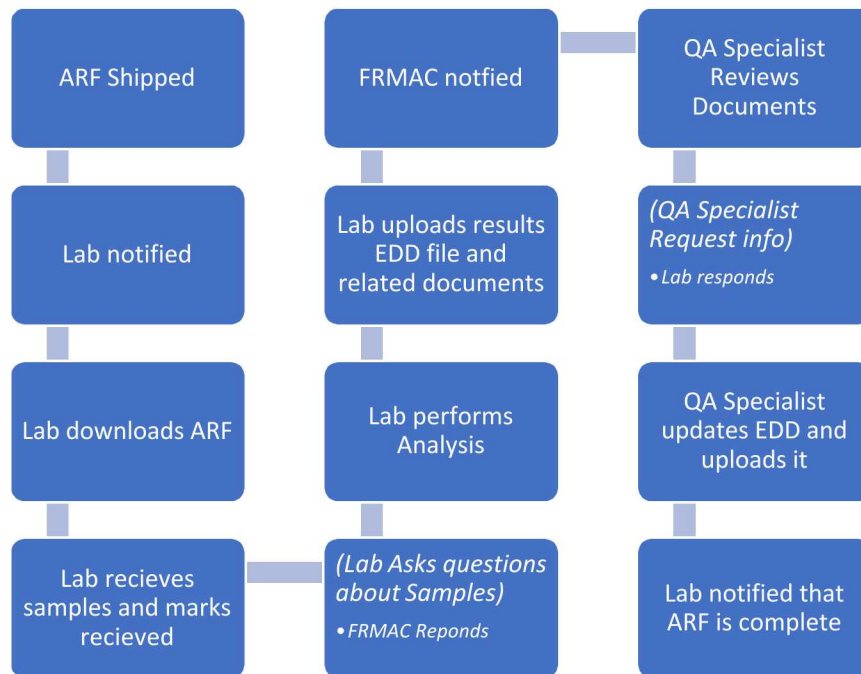 ARF Shipped
Lab notified
Lab downloads ARF
Lab recieves
samples and marks
recieved
(Lab Asks questions
about Samples)
•FRMAC Reponds
Lab performs
Analysis
Lab uploads results
EDD file and
related documents
FRMAC notfied
QA Specialist
Reviews
Documents
(QA Specialist
Request info)
•Lab responds
QA Specialist
updates EDD and
uploads it
Lab notified that
ARF is complete